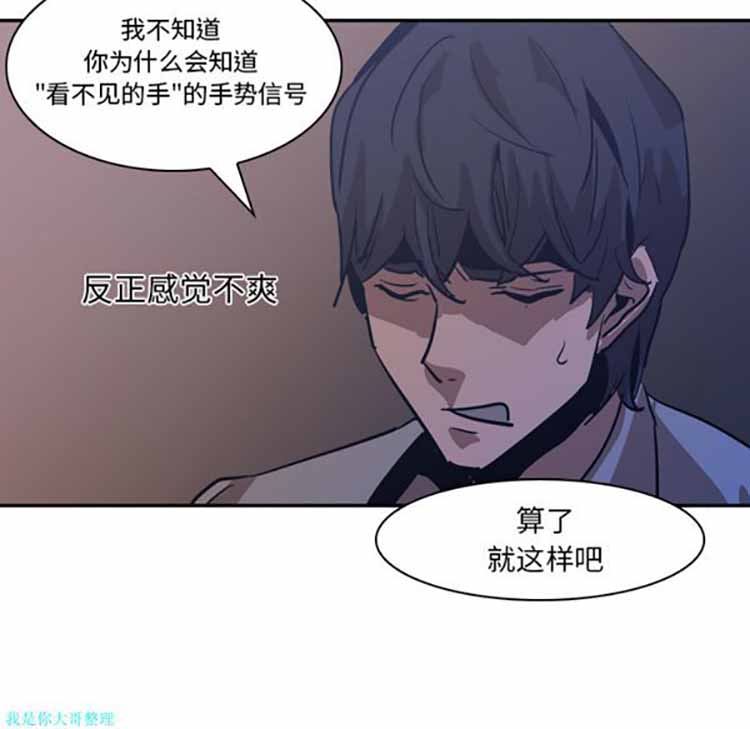 我不知道
你为什么会知道
"看不见的手"的手势信号
反正感觉不爽
算了
就这样吧
我是你大哥整理